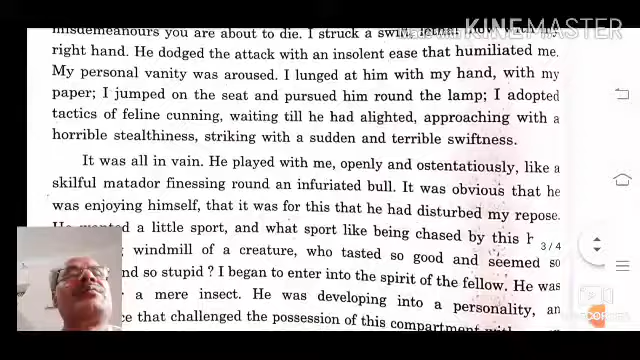 misdemeanours you are about to die. I struck a swift,
right hand. He dodged the attack with an insolent ease that humiliated me.
My personal vanity was aroused. I lunged at him with my hand, with my
paper; I jumped on the seat and pursued him round the lamp; I adopted
tactics of feline cunning, waiting till he had alighted, approaching with a
horrible stealthiness, striking with a sudden and terrible swiftness.
It was all in vain. He played with me, openly and ostentatiously, like a
skilful matador finessing round an infuriated bull. It was obvious that he
was enjoying himself, that it was for this that he had disturbed my repose.
He wanted a little sport, and what sport like being chased by this h
windmill of a creature, who tasted so good and seemed so
nd so stupid ? I began to enter into the spirit of the fellow. He was
a mere insect. He was developing into a personality, an
ce that challenged the possession of this compartment
Made with KINEMASTER
3/4